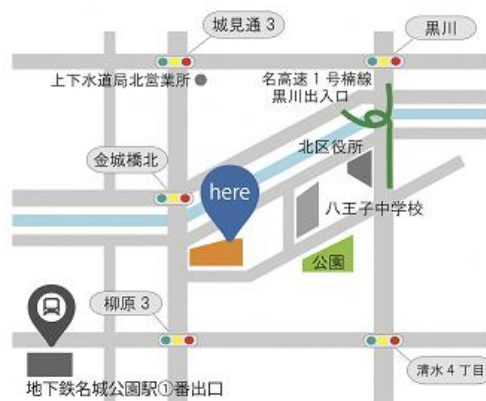 城見通 3
黒川
上下水道局北営業所
名高速 1 号楠線
黒川出入口
金城橋北
北区役所
here
八王子中学校
公園
柳原 3
清水 4 丁目
地下鉄名城公園駅①番出口